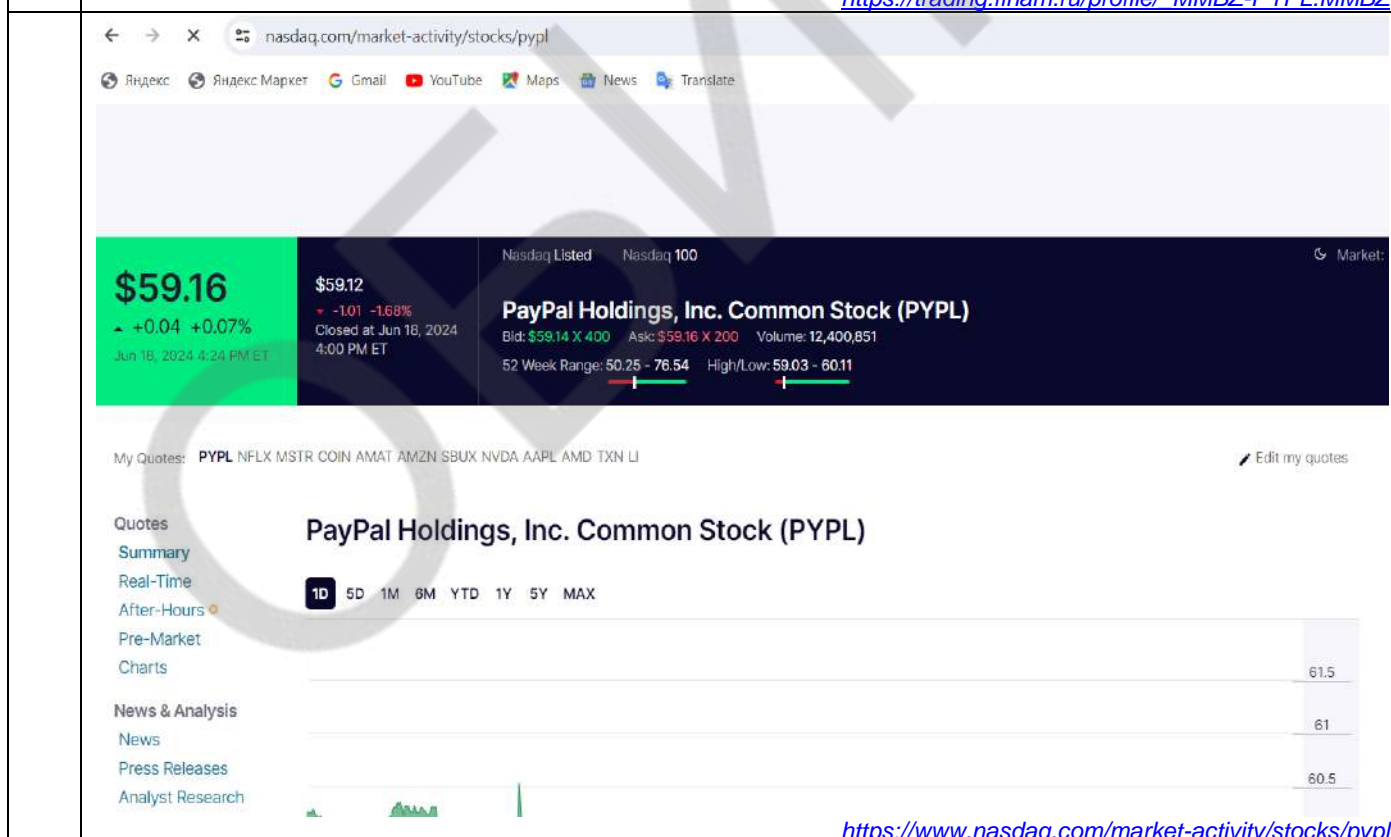 https://trading.finam.ru/profile/_MMBZ-PYPL.MMBZ
nasdaq.com/market-activity/stocks/pypl
Яндекс Яндекс Маркет Gmail YouTube Maps News Translate
Nasdaq Listed Nasdaq 100 Market:
$59.16
+0.04 +0.07%
Jun 18, 2024 4:24 PM ET
$59.12
-1.01 -1.68%
Closed at Jun 18, 2024
4:00 PM ET
PayPal Holdings, Inc. Common Stock (PYPL)
Bid: $59.14 X 400 Ask: $59.16 X 200 Volume: 12,400,851
52 Week Range: 50.25 - 76.54 High/Low: 59.03 - 60.11
My Quotes: PYPL NFLX MSTR COIN AMAT AMZN SBUX NVDA AAPL AMD TXN LI
Edit my quotes
Quotes
Summary
Real-Time
After-Hours
Pre-Market
Charts
News & Analysis
News
Press Releases
Analyst Research
PayPal Holdings, Inc. Common Stock (PYPL)
1D 5D 1M 6M YTD 1Y 5Y MAX
61.5
61
60.5
https://www.nasdaq.com/market-activity/stocks/pypl